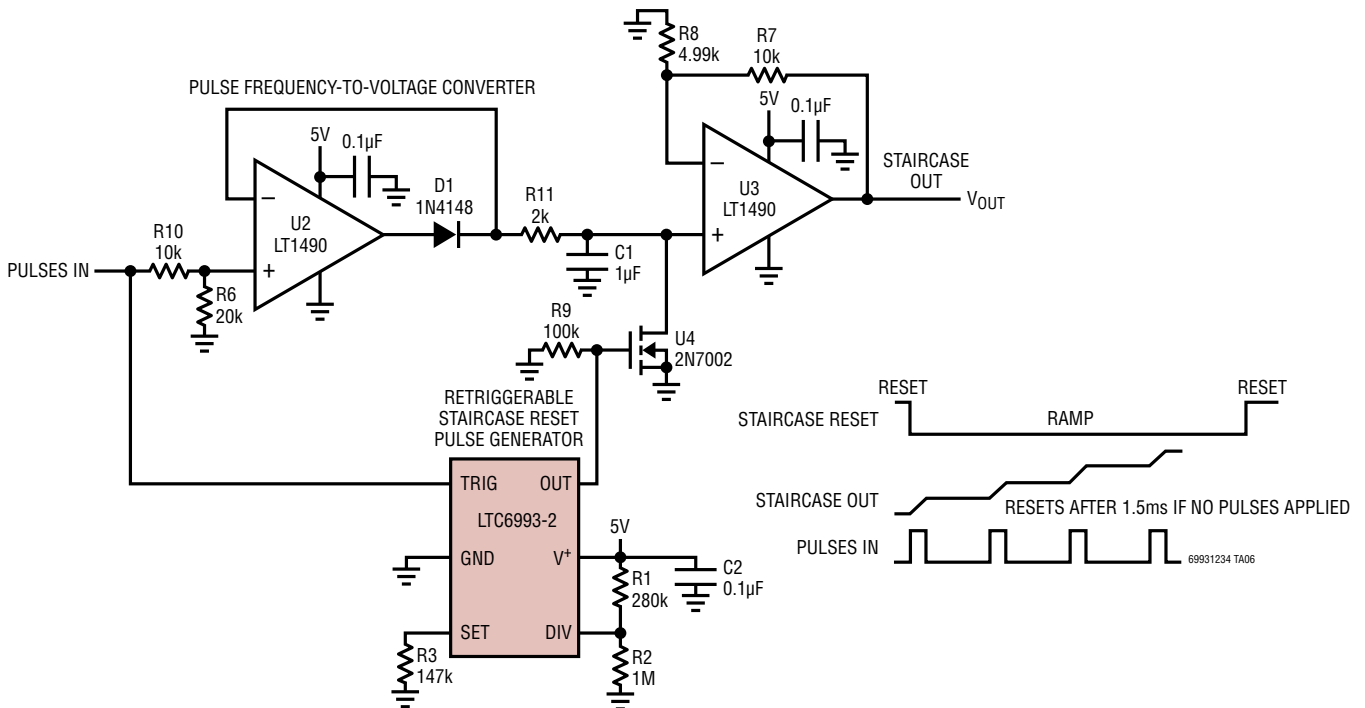 R8
4.99k
R7
10k
PULSE FREQUENCY-TO-VOLTAGE CONVERTER
5V
0.1µF
5V
0.1µF
STAIRCASE
OUT
VOUT
D1
1N4148
R11
2k
–
+
U2
LT1490
–
+
U3
LT1490
R10
10k
PULSES IN
R6
20k
C1
1µF
R9
100k
U4
2N7002
RETRIGGERABLE
STAIRCASE RESET
PULSE GENERATOR
TRIG
OUT
LTC6993-2
GND
V+
SET
DIV
5V
R1
280k
C2
0.1µF
R3
147k
R2
1M
RESET
RESET
STAIRCASE RESET
RAMP
STAIRCASE OUT
RESETS AFTER 1.5ms IF NO PULSES APPLIED
PULSES IN
69931234 TA06